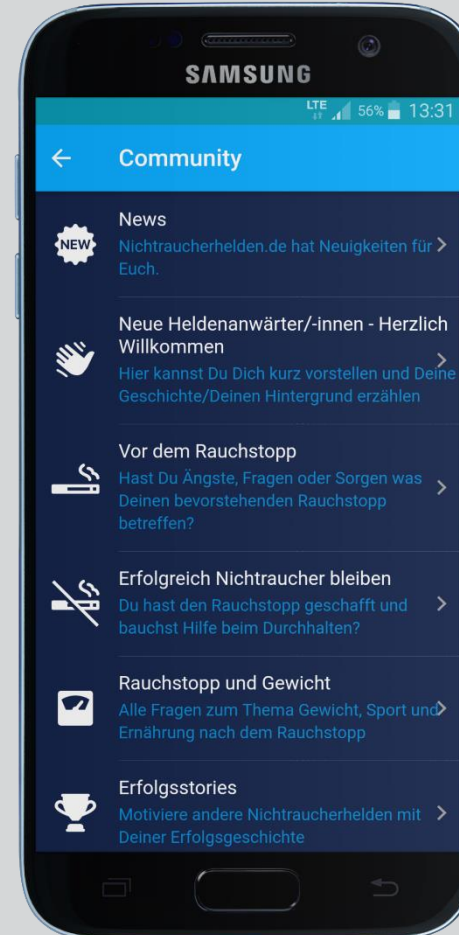 SAMSUNG
LTE 56% 13:31
Community
News
NEW
Nichtraucherhelden.de hat Neuigkeiten für
Euch.
Neue Heldenanwärter/-innen - Herzlich
Willkommen
Hier kannst Du Dich kurz vorstellen und Deine
Geschichte/Deinen Hintergrund erzählen
Vor dem Rauchstopp
Hast Du Ängste, Fragen oder Sorgen was
Deinen bevorstehenden Rauchstopp
betreffen?
Erfolgreich Nichtraucher bleiben
Du hast den Rauchstopp geschafft und
bauchst Hilfe beim Durchhalten?
Rauchstopp und Gewicht
Alle Fragen zum Thema Gewicht, Sport und
Ernährung nach dem Rauchstopp
Erfolgsstories
Motiviere andere Nichtraucherhelden mit
Deiner Erfolgsgeschichte